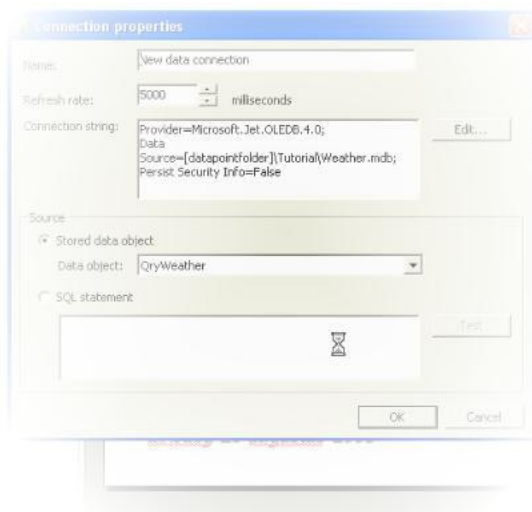 Connection properties
Name:
New data connection
Refresh rate:
5000
miliseconds
Connection string:
Provider=Microsoft.Jet.OLEDB.4.0;
Data
Source=[datapointfolder]\Tutorial\Weather.mdb;
Persist Security Info=False
Edit...
Source
Stored data object
Data object:
QryWeather
SQL statement
Test
OK
Cancel